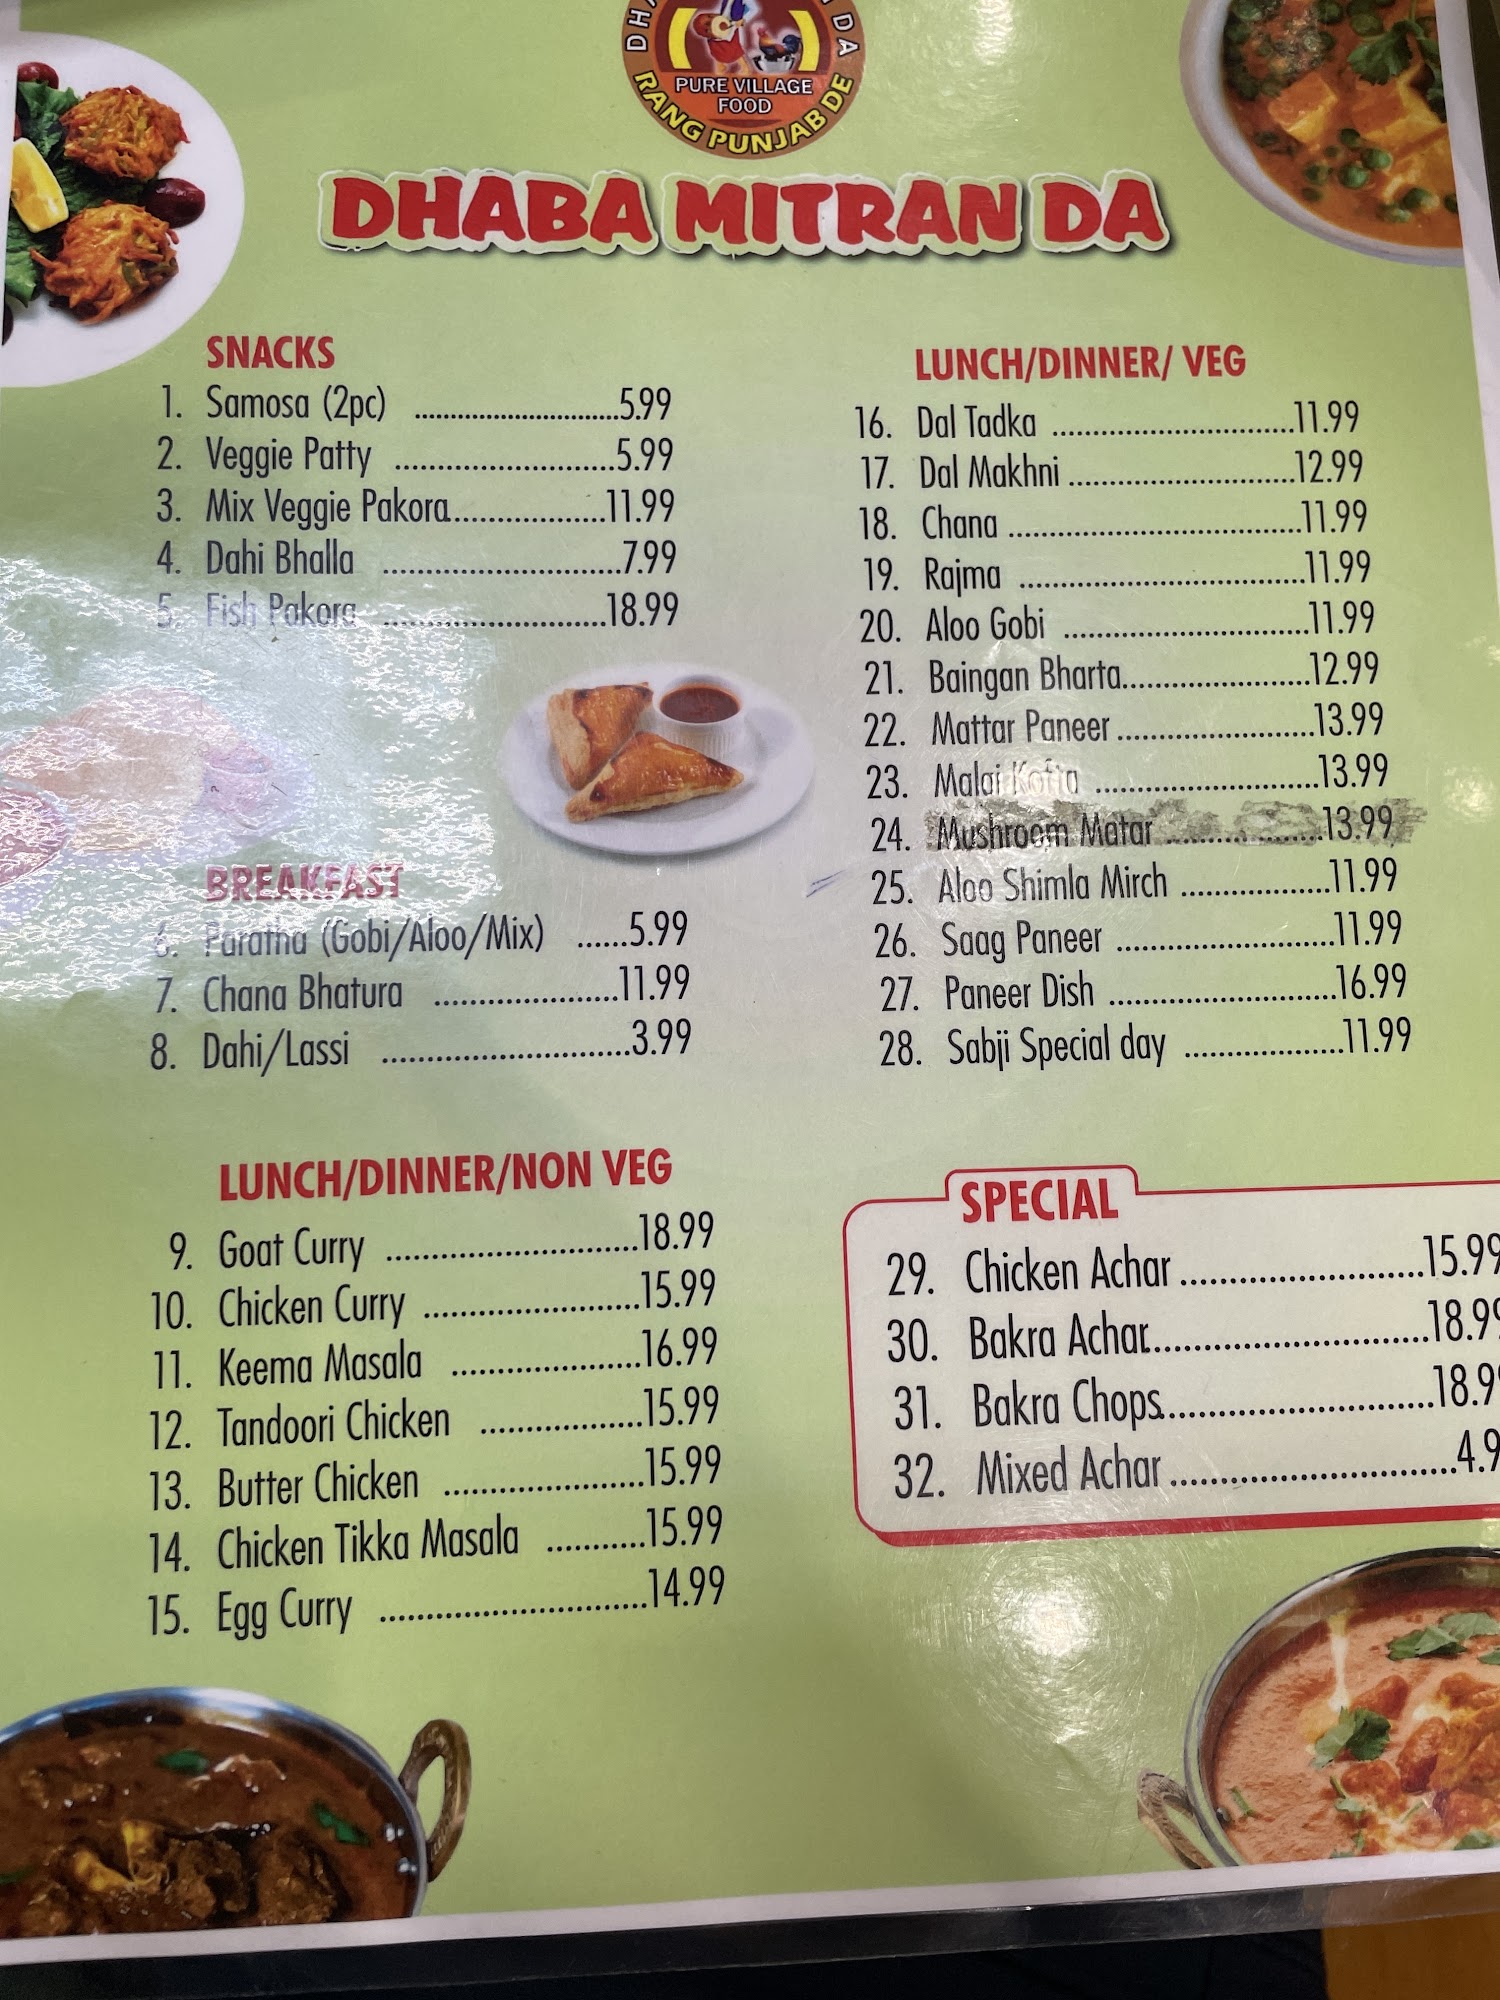 DHA DA
PURE VILLAGE
FOOD
RANG PUNJAB DE
DHABA MITRAN DA
SNACKS
1. Samosa (2pc) ..........................5.99
2. Veggie Patty ............................5.99
3. Mix Veggie Pakora...................11.99
4. Dahi Bhalla ..............................7.99
5. Fish Pakora ............................18.99
BREAKFAST
6. Paratha (Gobi/Aloo/Mix) ......5.99
7. Chana Bhatura .......................11.99
8. Dahi/Lassi ...............................3.99
LUNCH/DINNER/NON VEG
9. Goat Curry ..............................18.99
10. Chicken Curry .........................15.99
11. Keema Masala ......................16.99
12. Tandoori Chicken ...................15.99
13. Butter Chicken .......................15.99
14. Chicken Tikka Masala ...........15.99
15. Egg Curry ...............................14.99
LUNCH/DINNER/ VEG
16. Dal Tadka ..............................11.99
17. Dal Makhni ............................12.99
18. Chana ....................................11.99
19. Rajma ...................................11.99
20. Aloo Gobi ..............................11.99
21. Baingan Bharta.......................12.99
22. Mattar Paneer ........................13.99
23. Malai Kofta ............................13.99
24. Mushroom Matar ....................13.99
25. Aloo Shimla Mirch ..................11.99
26. Saag Paneer ...........................11.99
27. Paneer Dish ............................16.99
28. Sabji Special day ...................11.99
SPECIAL
29. Chicken Achar .........................15.99
30. Bakra Achar.............................18.99
31. Bakra Chops............................18.9
32. Mixed Achar .............................4.9